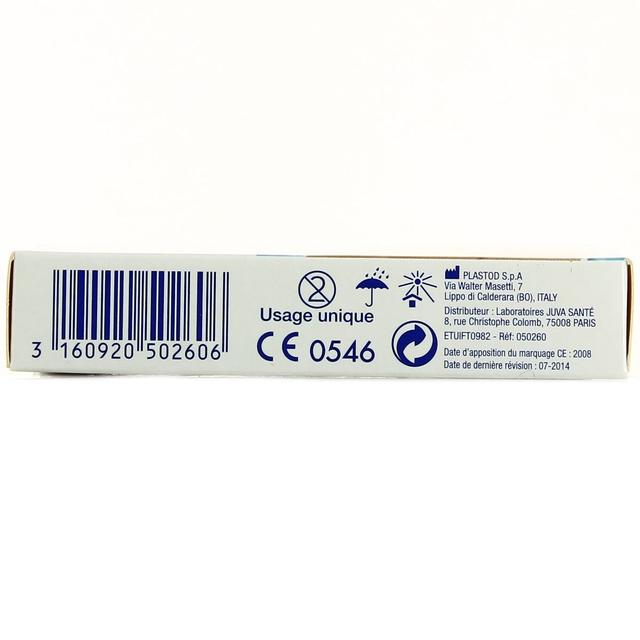 3 160920 502606
2
Usage unique
CE 0546
PLASTOD S.p.A
Via Walter Masetti, 7
Lippo di Calderara (BO), ITALY
Distributeur : Laboratoires JUVA SANTÉ
8, rue Christophe Colomb, 75008 PARIS
ETUIFT0982 - Réf: 050260
Date d'apposition du marquage CE : 2008
Date de dernière révision : 07-2014